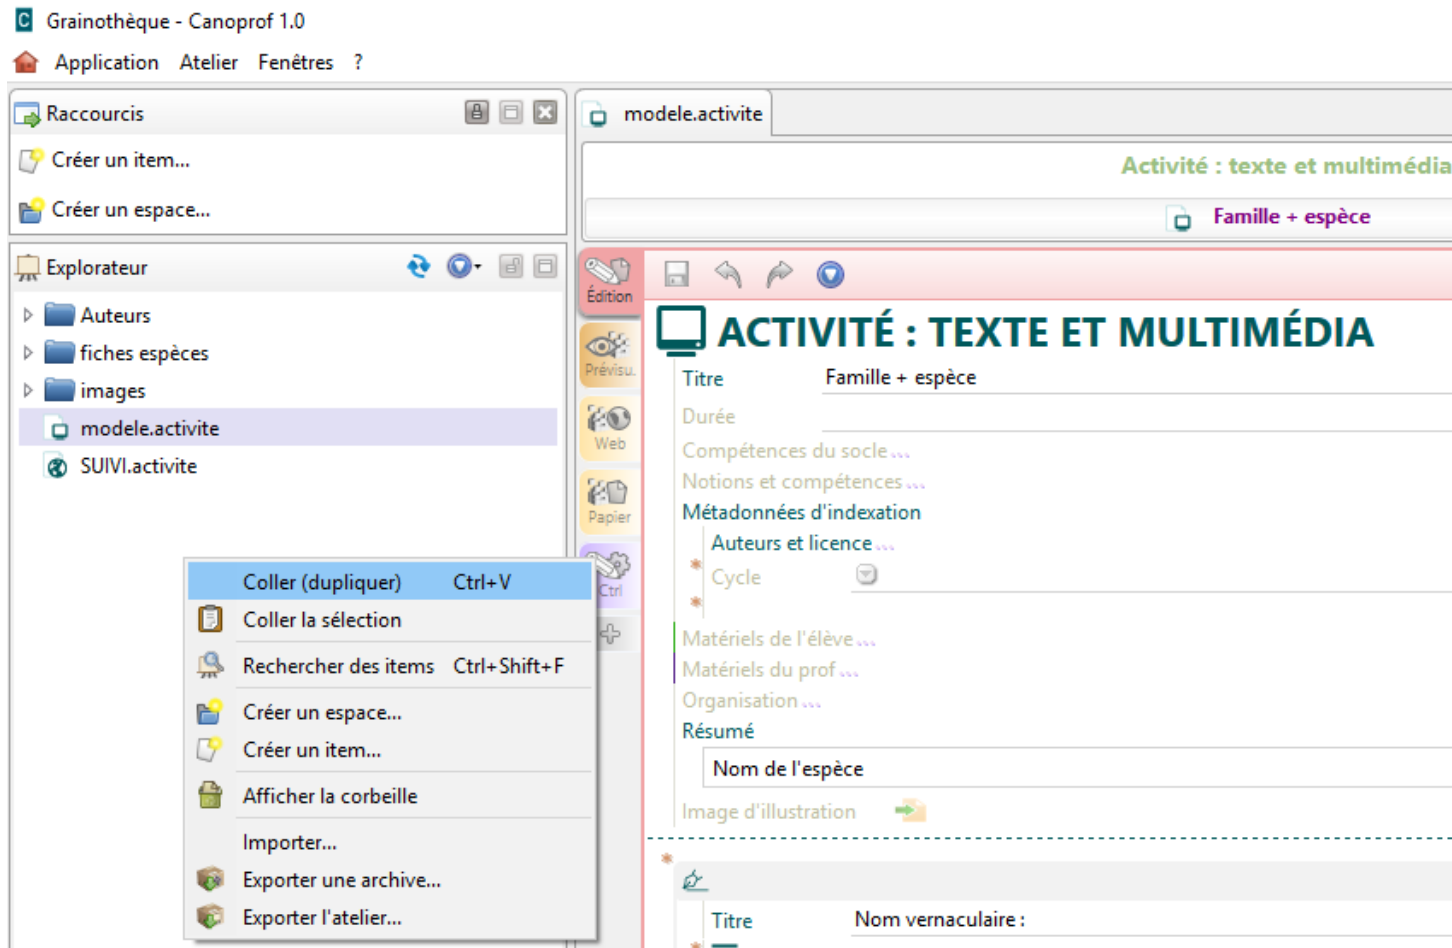 Grainothèque - Canoprof 1.0
Application Atelier Fenêtres ?
Raccourcis
Créer un item...
Créer un espace...
Explorateur
Auteurs
fiches espèces
images
modele.activite
SUIVI.activite
Coller (dupliquer) Ctrl+V
Coller la sélection
Rechercher des items Ctrl+Shift+F
Créer un espace...
Créer un item...
Afficher la corbeille
Importer...
Exporter une archive...
Exporter l'atelier...
modele.activite
Activité : texte et multimédia
Famille + espèce
Édition
Prévisu.
Web
Papier
Ctrl
ACTIVITÉ : TEXTE ET MULTIMÉDIA
Titre Famille + espèce
Durée
Compétences du socle ...
Notions et compétences ...
Métadonnées d'indexation
Auteurs et licence ...
Cycle
Matériels de l'élève ...
Matériels du prof ...
Organisation ...
Résumé
Nom de l'espèce
Image d'illustration
Titre Nom vernaculaire :